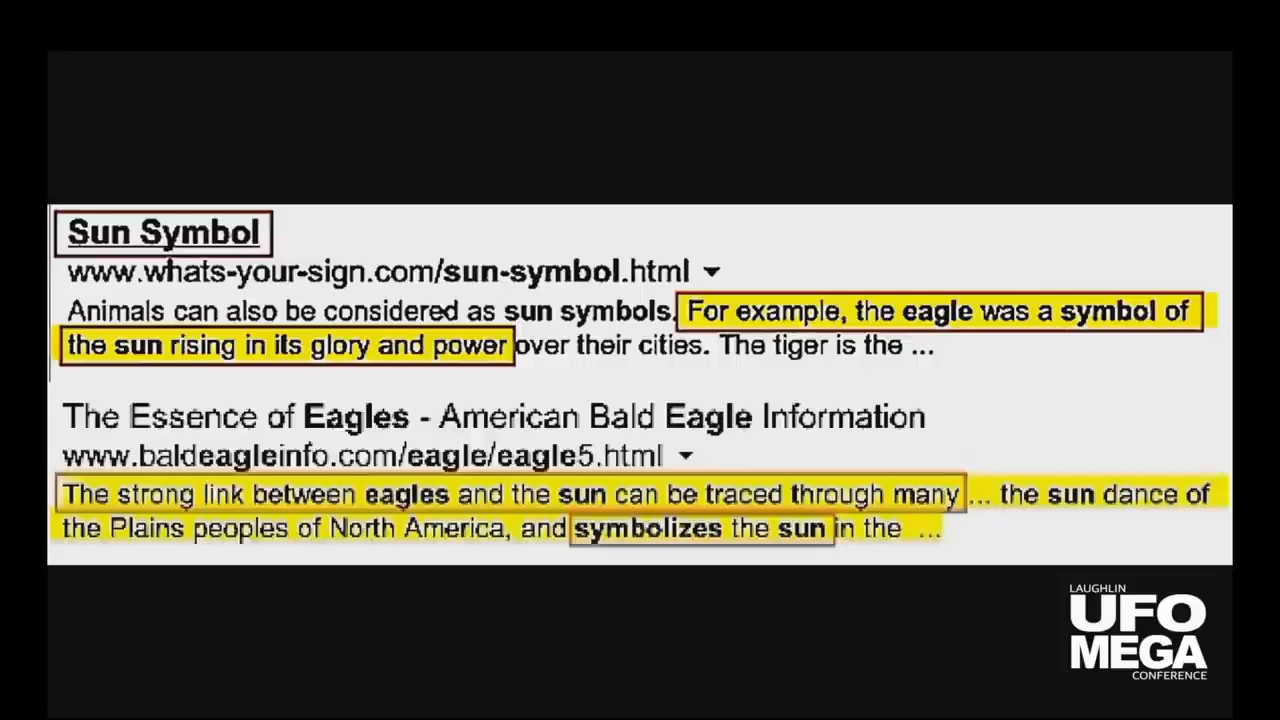 Sun Symbol
www.whats-your-sign.com/sun-symbol.html
Animals can also be considered as sun symbols. For example, the eagle was a symbol of
the sun rising in its glory and power over their cities. The tiger is the ...
The Essence of Eagles - American Bald Eagle Information
www.baldeagleinfo.com/eagle/eagle5.html
The strong link between eagles and the sun can be traced through many ... the sun dance of
the Plains peoples of North America, and symbolizes the sun in the ...
LAUGHLIN
UFO
MEGA
CONFERENCE